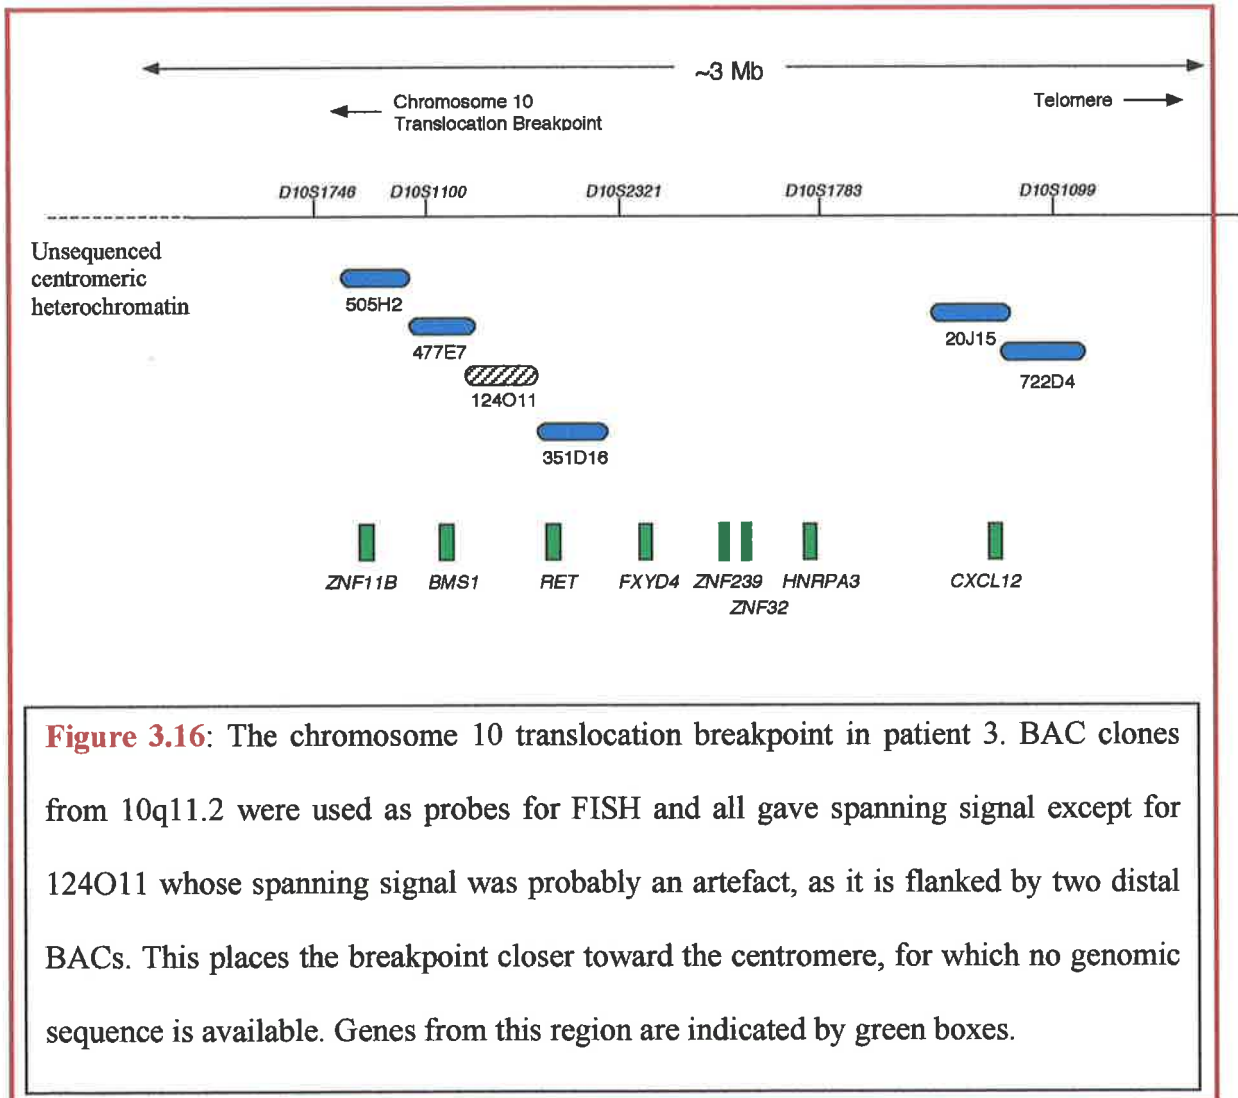 ~3 Mb
Chromosome 10
Translocation Breakpoint
Telomere
D10S1746 D10S1100 D10S2321 D10S1783 D10S1099
Unsequenced
centromeric
heterochromatin
505H2
477E7
124O11
351D16
20J15
722D4
ZNF11B BMS1 RET FXYD4 ZNF239 HNRPA3 CXCL12
ZNF32
Figure 3.16: The chromosome 10 translocation breakpoint in patient 3. BAC clones
from 10q11.2 were used as probes for FISH and all gave spanning signal except for
124O11 whose spanning signal was probably an artefact, as it is flanked by two distal
BACs. This places the breakpoint closer toward the centromere, for which no genomic
sequence is available. Genes from this region are indicated by green boxes.